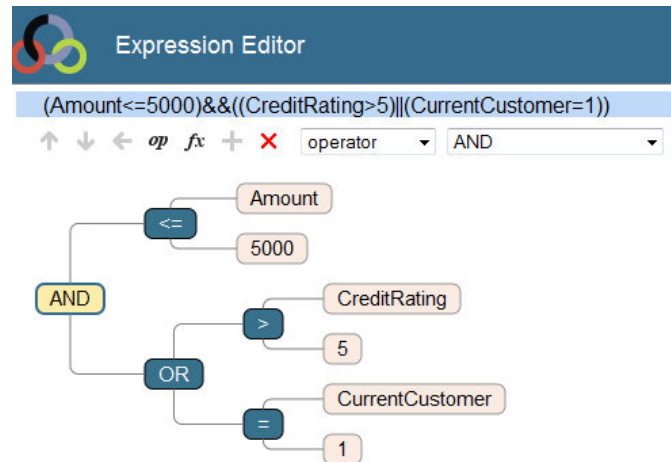 Expression Editor
(Amount<=5000)&&((CreditRating>5)||(CurrentCustomer=1))
op fx operator AND
Amount
<=
5000
AND
CreditRating
>
5
OR
CurrentCustomer
=
1